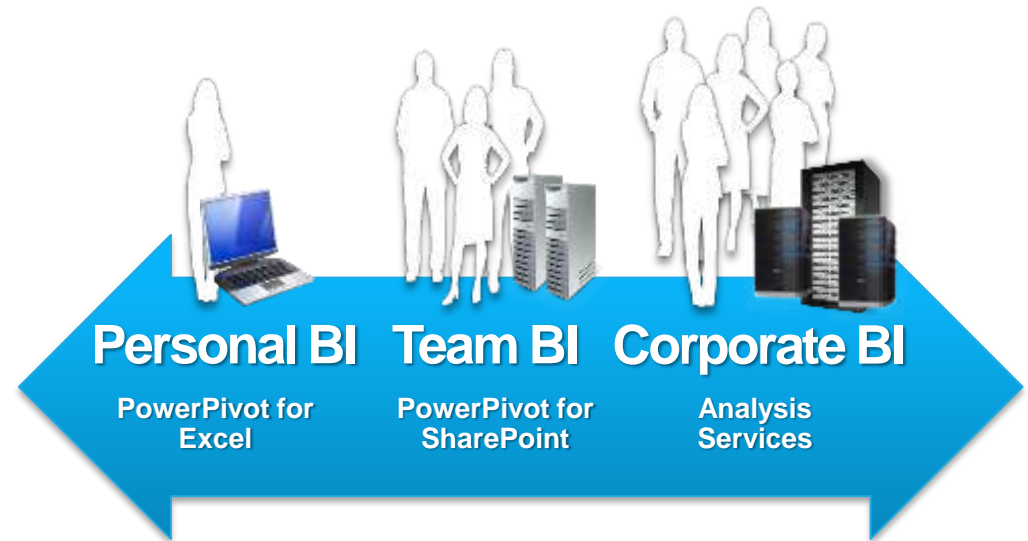 Personal BI Team BI Corporate BI
PowerPivot for Excel
PowerPivot for SharePoint
Analysis Services